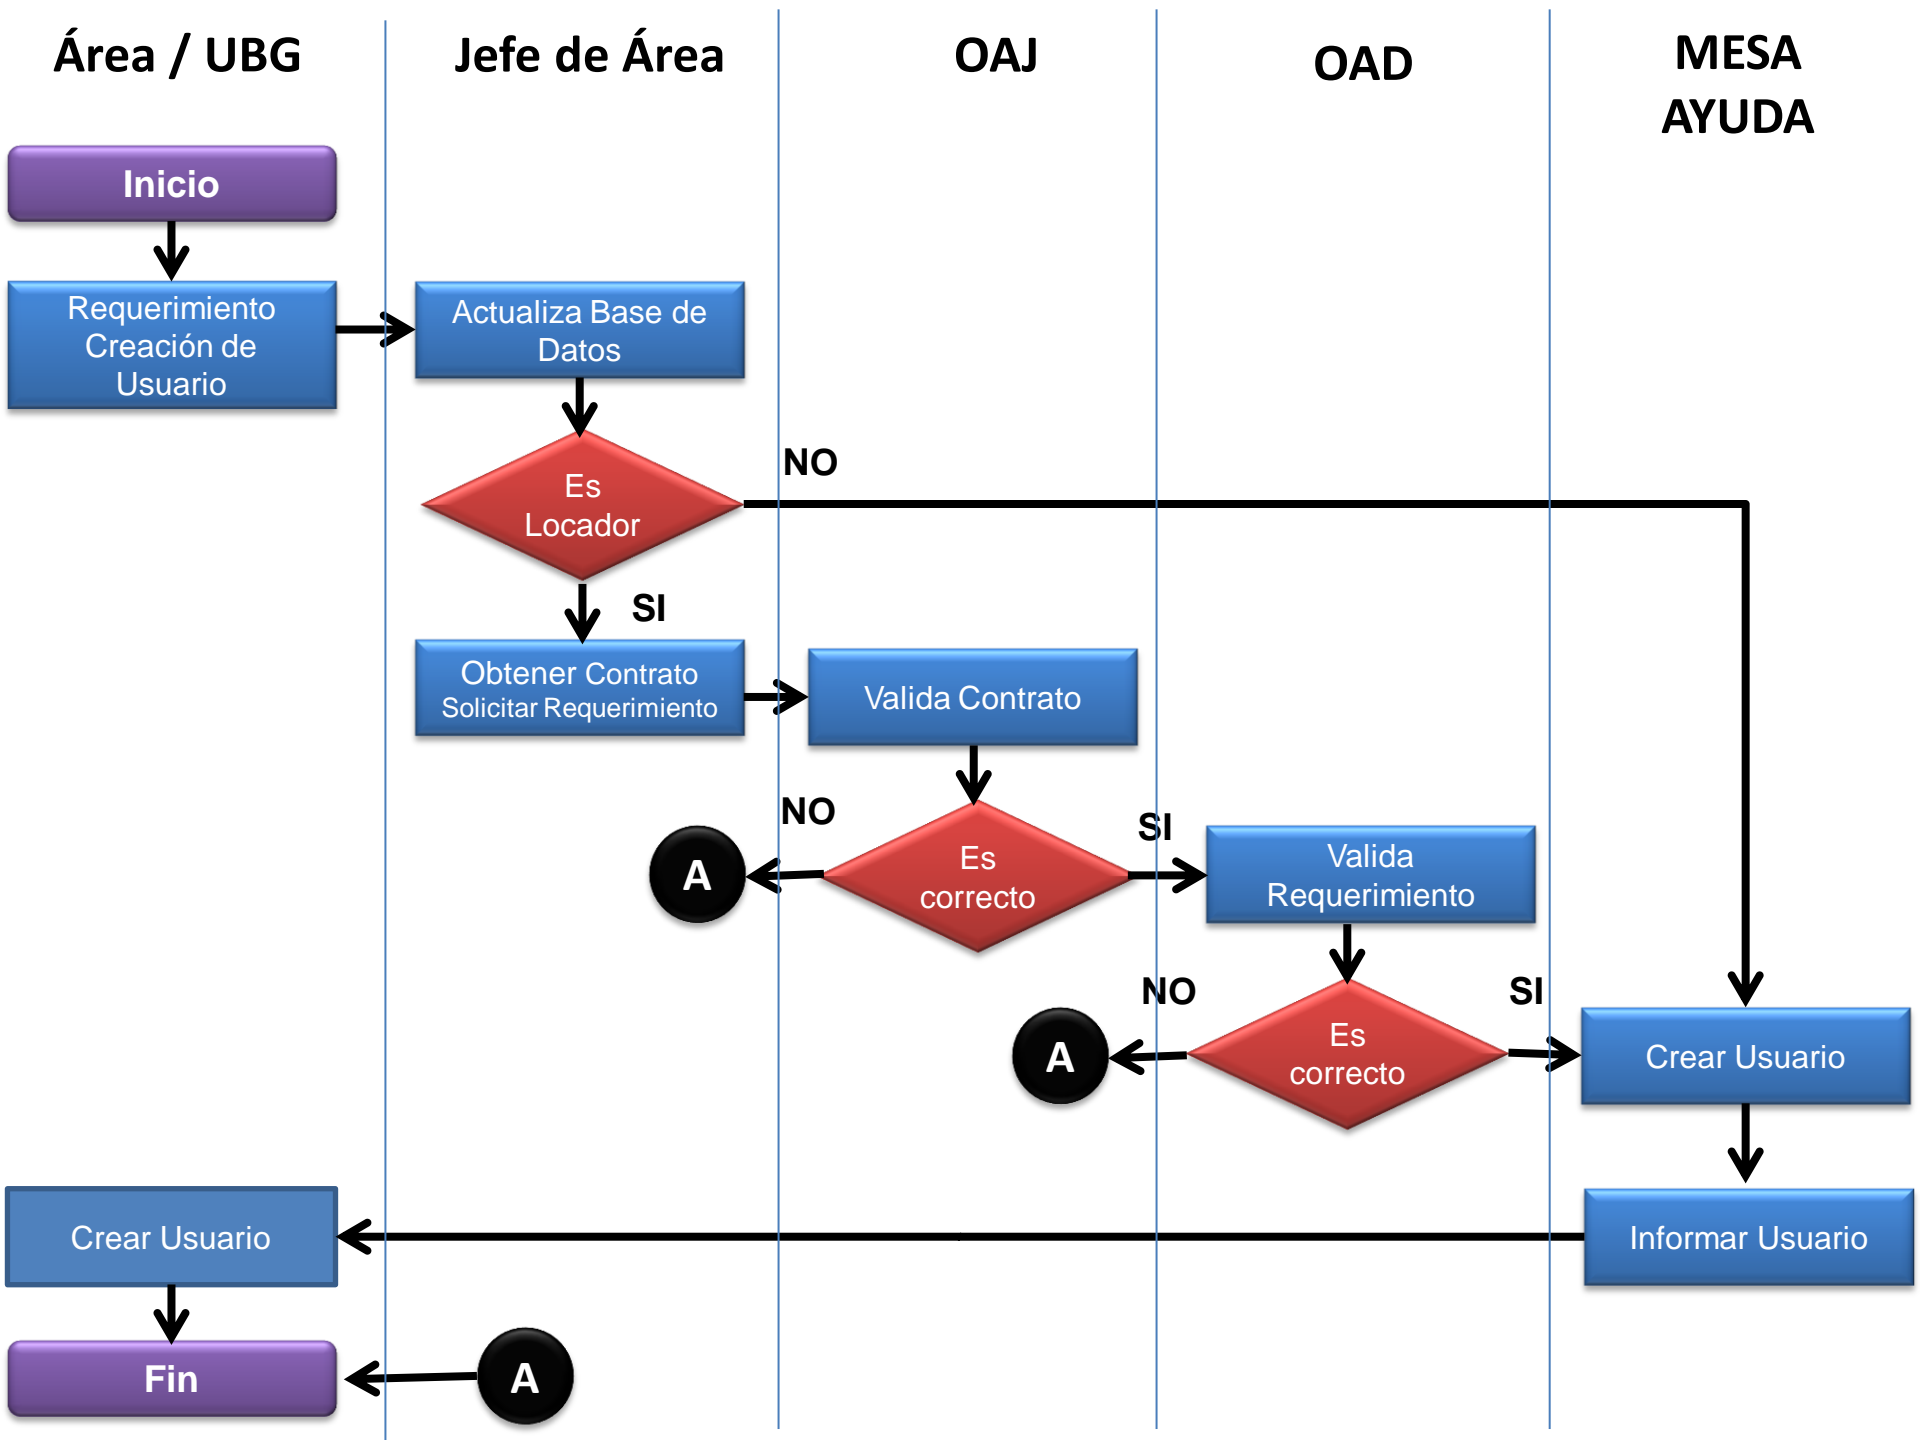 Área / UBG
Jefe de Área
OAJ
OAD
MESA
AYUDA
Inicio
Requerimiento
Creación de
Usuario
Actualiza Base de
Datos
Es
Locador
NO
SI
Obtener Contrato
Solicitar Requerimiento
Valida Contrato
NO
Es
correcto
SI
A
Valida
Requerimiento
NO
Es
correcto
SI
A
Crear Usuario
Informar Usuario
Crear Usuario
Fin
A